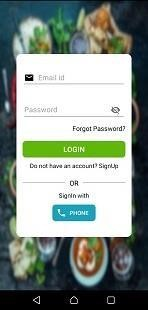 Email id
Password
Forgot Password?
LOGIN
Do not have an account? SignUp
OR
SignIn with
PHONE